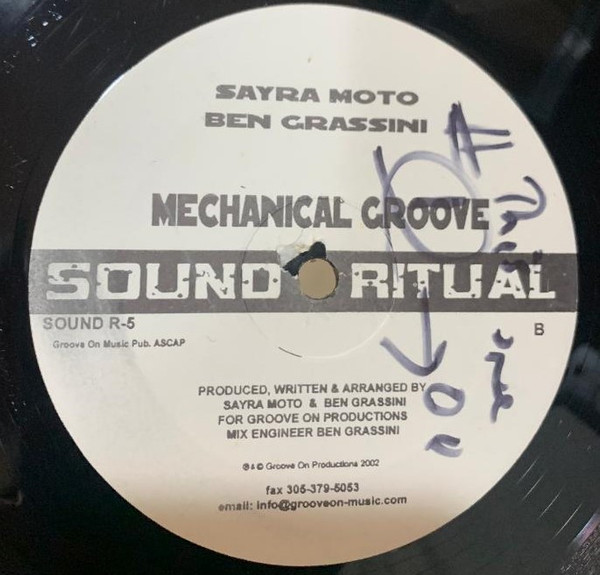 SAYRA MOTO
BEN GRASSINI
MECHANICAL GROOVE
SOUND RITUAL
SOUND R-5
B
Groove On Music Pub. ASCAP
PRODUCED, WRITTEN & ARRANGED BY
SAYRA MOTO & BEN GRASSINI
FOR GROOVE ON PRODUCTIONS
MIX ENGINEER BEN GRASSINI
℗ & © Groove On Productions 2002
fax 305-379-5053
email: info@grooveon-music.com